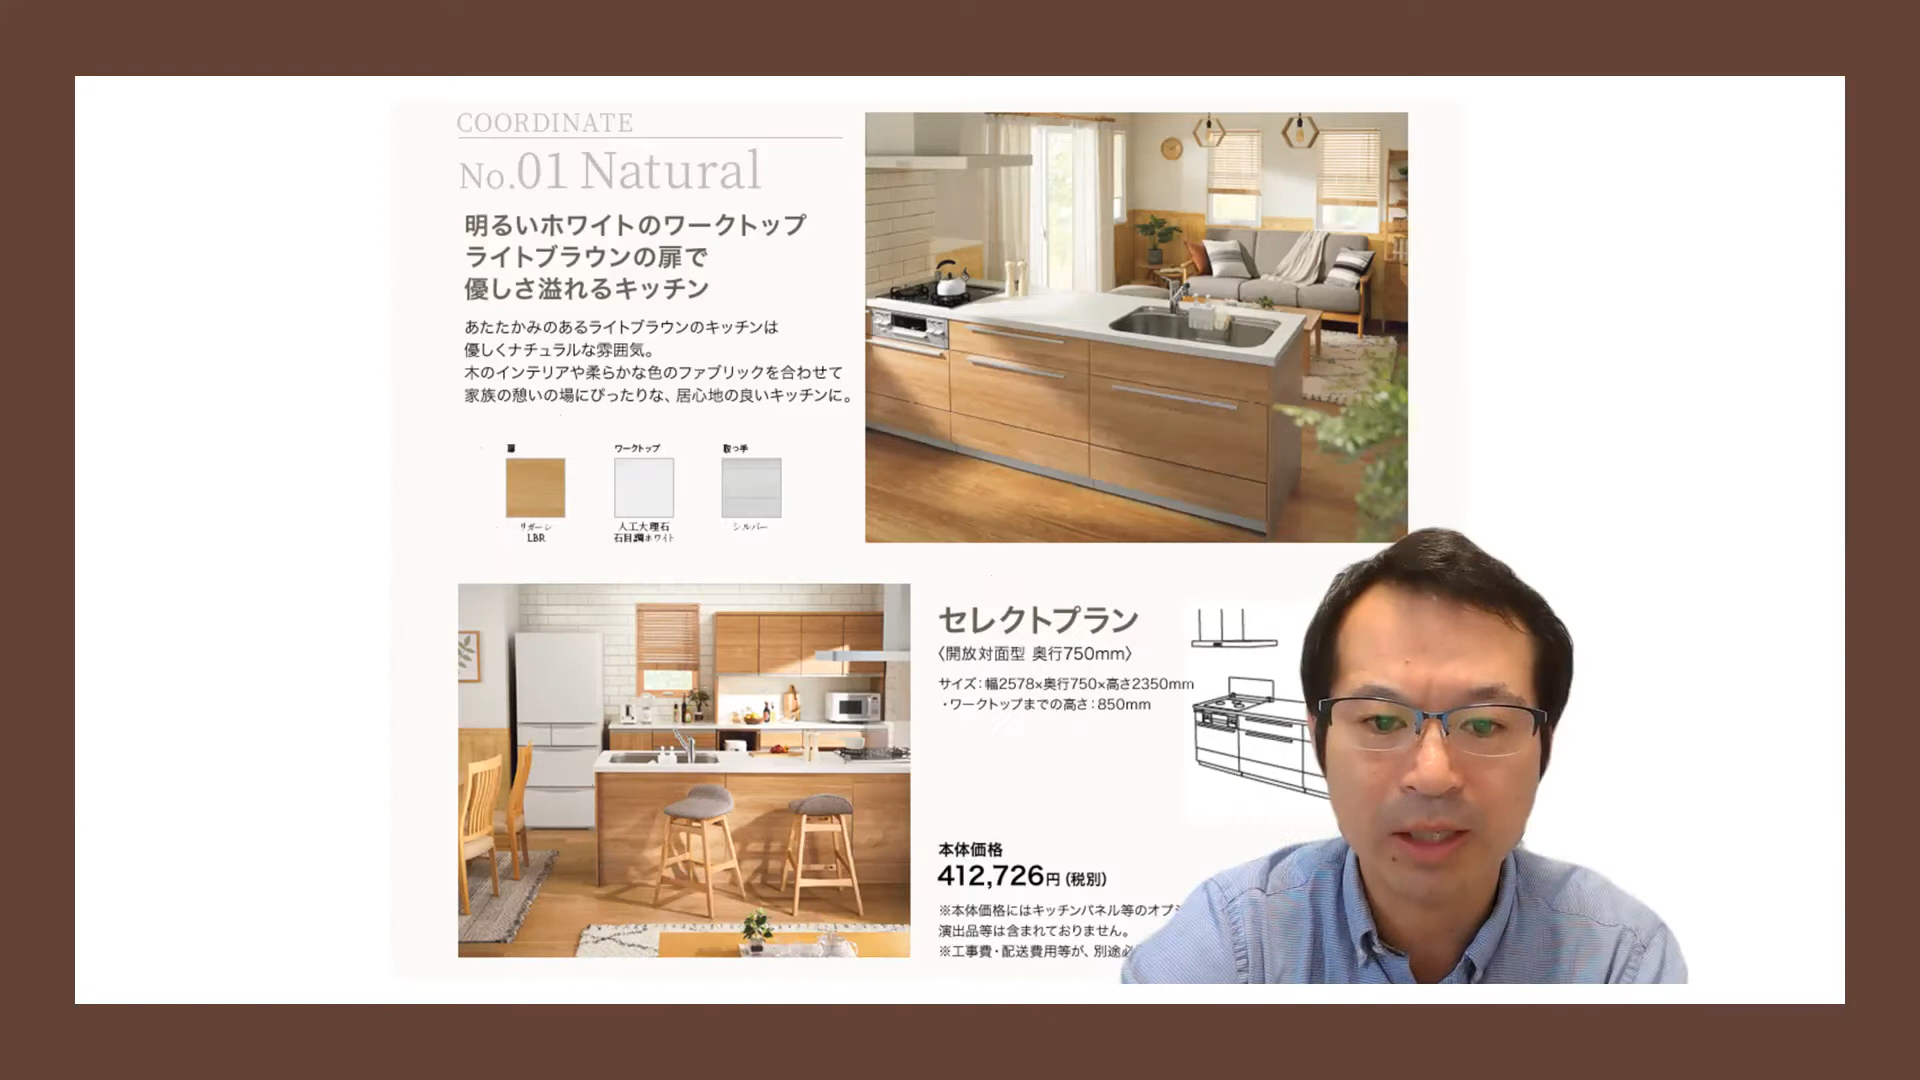 COORDINATE
No.01 Natural
明るいホワイトのワークトップ
ライトブラウンの扉で
優しさ溢れるキッチン
あたたかみのあるライトブラウンのキッチンは
優しくナチュラルな雰囲気。
木のインテリアや柔らかな色のファブリックを合わせて
家族の憩いの場にぴったりな、居心地の良いキッチンに。
扉
ワークトップ
取っ手
リガーレ
LBR
人工大理石
石目調ホワイト
シルバー
セレクトプラン
〈開放対面型 奥行750mm〉
サイズ：幅2578×奥行750×高さ2350mm
・ワークトップまでの高さ：850mm
本体価格
412,726円（税別）
※本体価格にはキッチンパネル等のオプ
演出品等は含まれておりません。
※工事費・配送費用等が、別途必